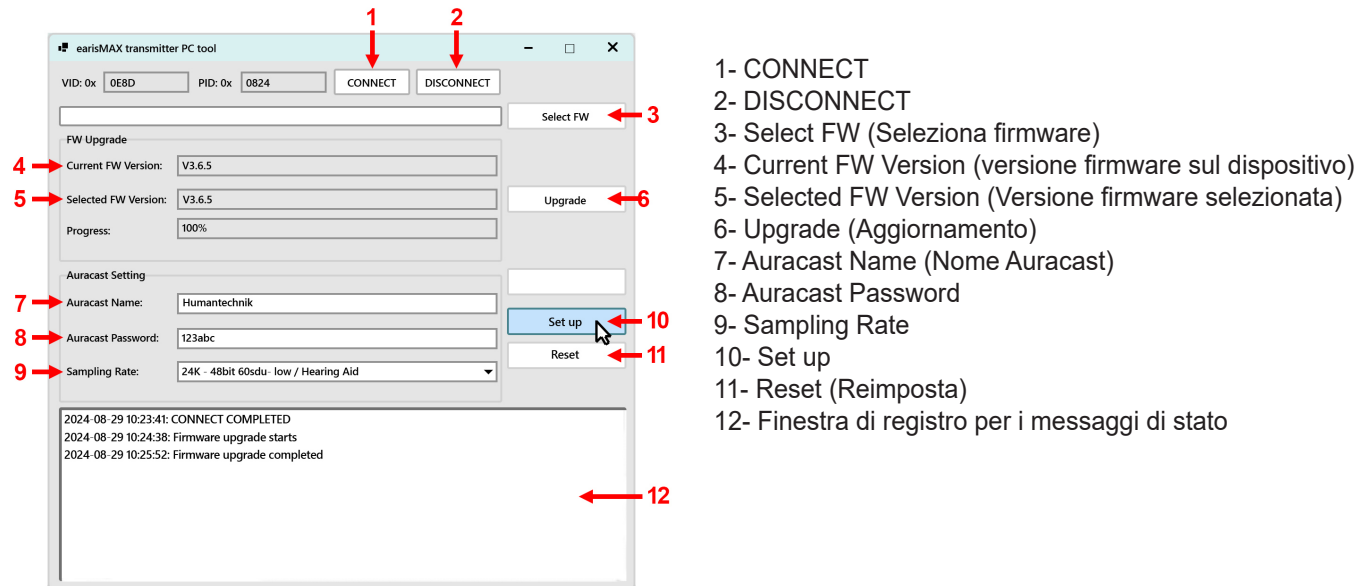 1 2
earisMAX transmitter PC tool
VID: 0x 0E8D PID: 0x 0824 CONNECT DISCONNECT
Select FW 3
FW Upgrade
4 Current FW Version: V3.6.5
5 Selected FW Version: V3.6.5 Upgrade 6
Progress: 100%
Auracast Setting
7 Auracast Name: Humantechnik
Set up 10
8 Auracast Password: 123abc
Reset 11
9 Sampling Rate: 24K - 48bit 60sdu- low / Hearing Aid
2024-08-29 10:23:41: CONNECT COMPLETED
2024-08-29 10:24:38: Firmware upgrade starts
2024-08-29 10:25:52: Firmware upgrade completed
12
1- CONNECT
2- DISCONNECT
3- Select FW (Seleziona firmware)
4- Current FW Version (versione firmware sul dispositivo)
5- Selected FW Version (Versione firmware selezionata)
6- Upgrade (Aggiornamento)
7- Auracast Name (Nome Auracast)
8- Auracast Password
9- Sampling Rate
10- Set up
11- Reset (Reimposta)
12- Finestra di registro per i messaggi di stato